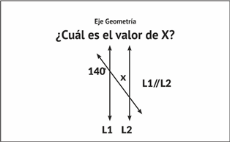 Eje Geometría
¿Cuál es el valor de X?
140°
x
L1//L2
L1 L2